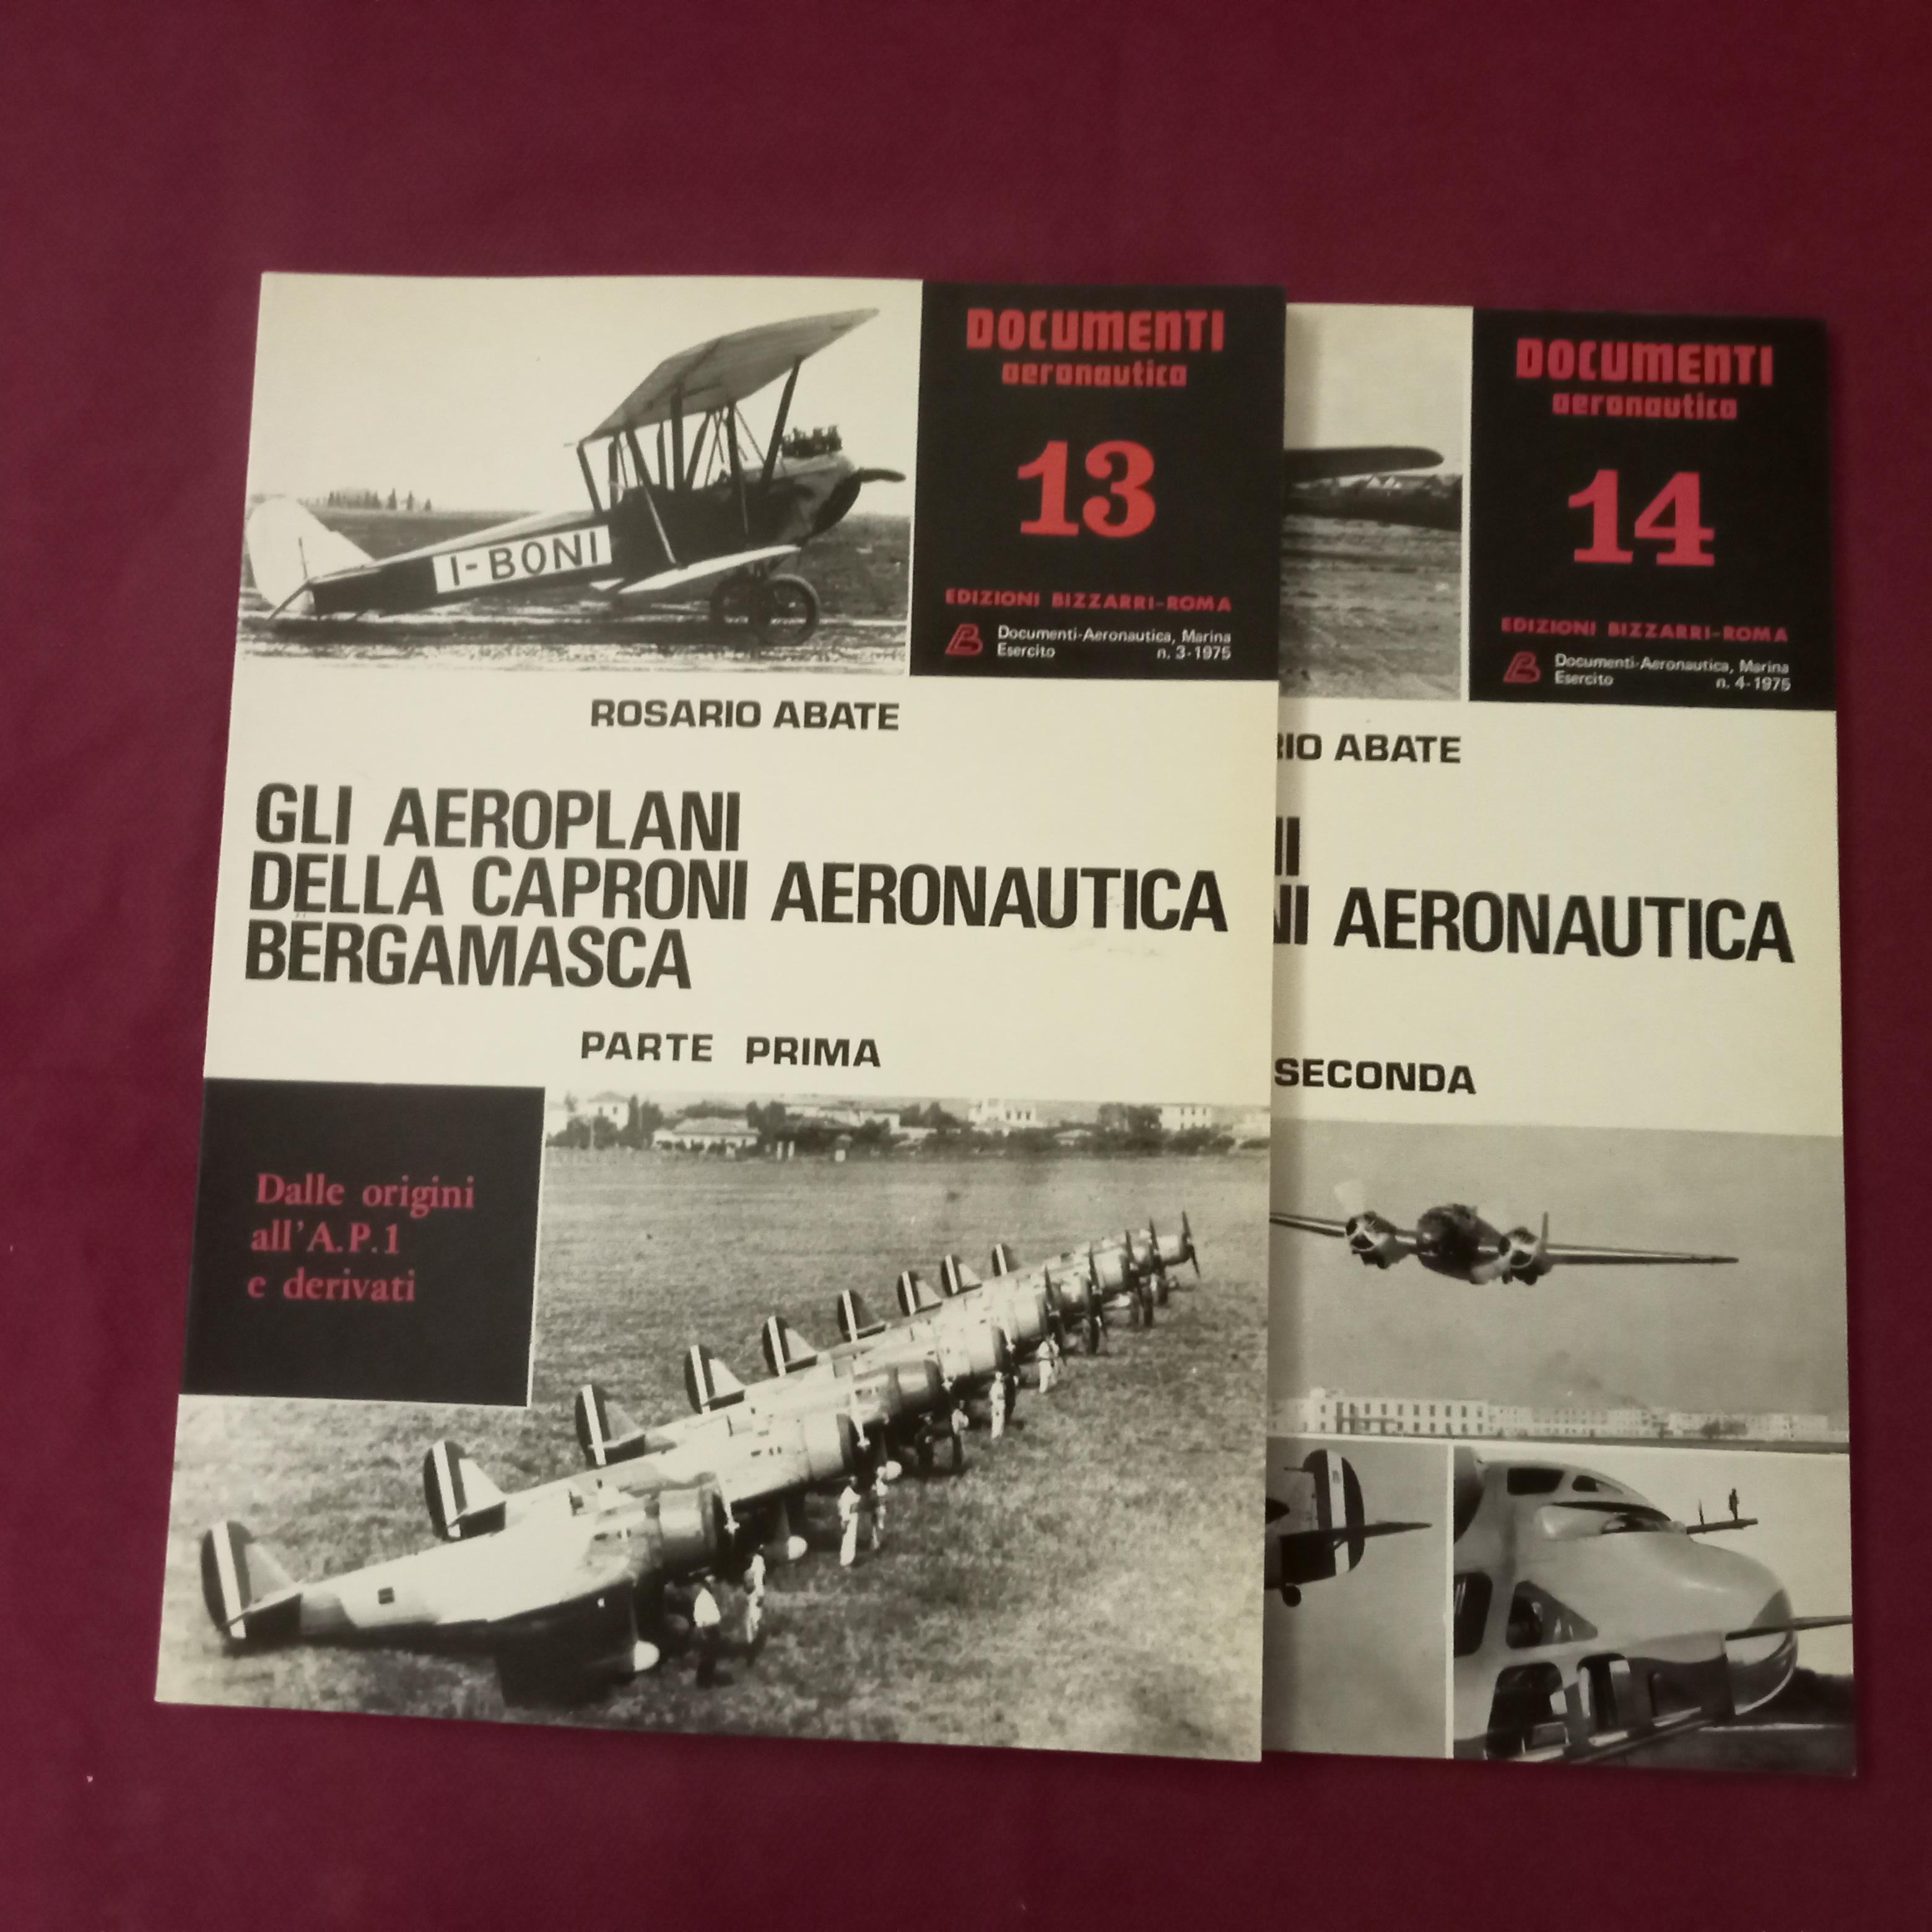 DOCUMENTI
aeronautica
13
EDIZIONI BIZZARRI-ROMA
Documenti-Aeronautica, Marina
Esercito n. 3-1975
I-BONI
ROSARIO ABATE
GLI AEROPLANI
DELLA CAPRONI AERONAUTICA
BERGAMASCA
PARTE PRIMA
Dalle origini
all'A.P.1
e derivati
DOCUMENTI
aeronautica
14
EDIZIONI BIZZARRI-ROMA
Documenti-Aeronautica, Marina
Esercito n. 4-1975
RIO ABATE
NI
NI AERONAUTICA
SECONDA